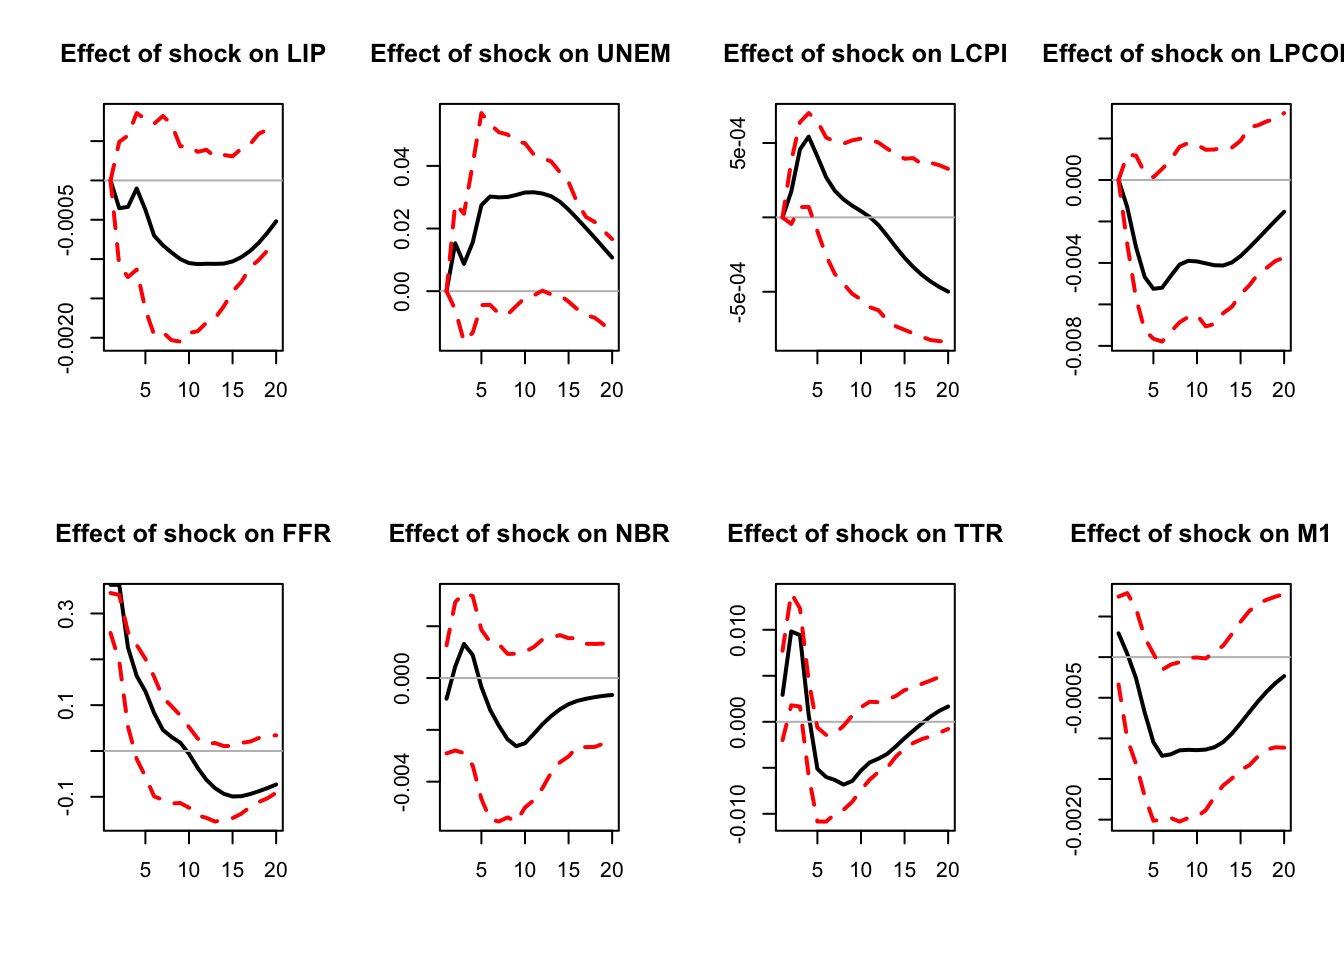 Effect of shock on LIP
-0.0005
-0.0020
5 10 15 20
Effect of shock on UNEM
0.04
0.02
0.00
5 10 15 20
Effect of shock on LCPI
5e-04
-5e-04
5 10 15 20
Effect of shock on LPCO
0.000
-0.004
-0.008
5 10 15 20
Effect of shock on FFR
0.3
0.1
-0.1
5 10 15 20
Effect of shock on NBR
0.000
-0.004
5 10 15 20
Effect of shock on TTR
0.010
0.000
-0.010
5 10 15 20
Effect of shock on M1
-0.0005
-0.0020
5 10 15 20